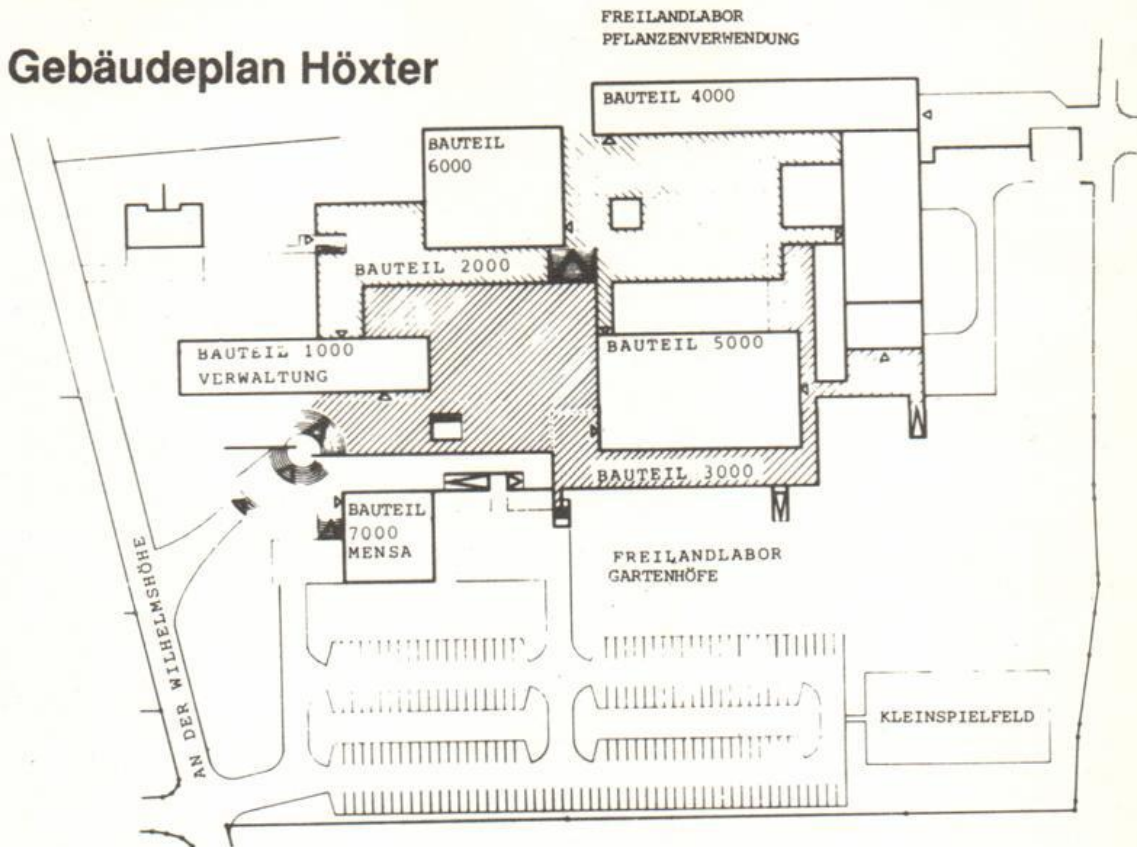 Gebäudeplan Höxter
FREILANDLABOR
PFLANZENVERWENDUNG
BAUTEIL 4000
BAUTEIL
6000
BAUTEIL 2000
BAUTEIL 1000
VERWALTUNG
BAUTEIL 5000
BAUTEIL 3000
BAUTEIL
7000
MENSA
FREILANDLABOR
GARTENHÖFE
AN DER WILHELMSHÖHE
KLEINSPIELFELD